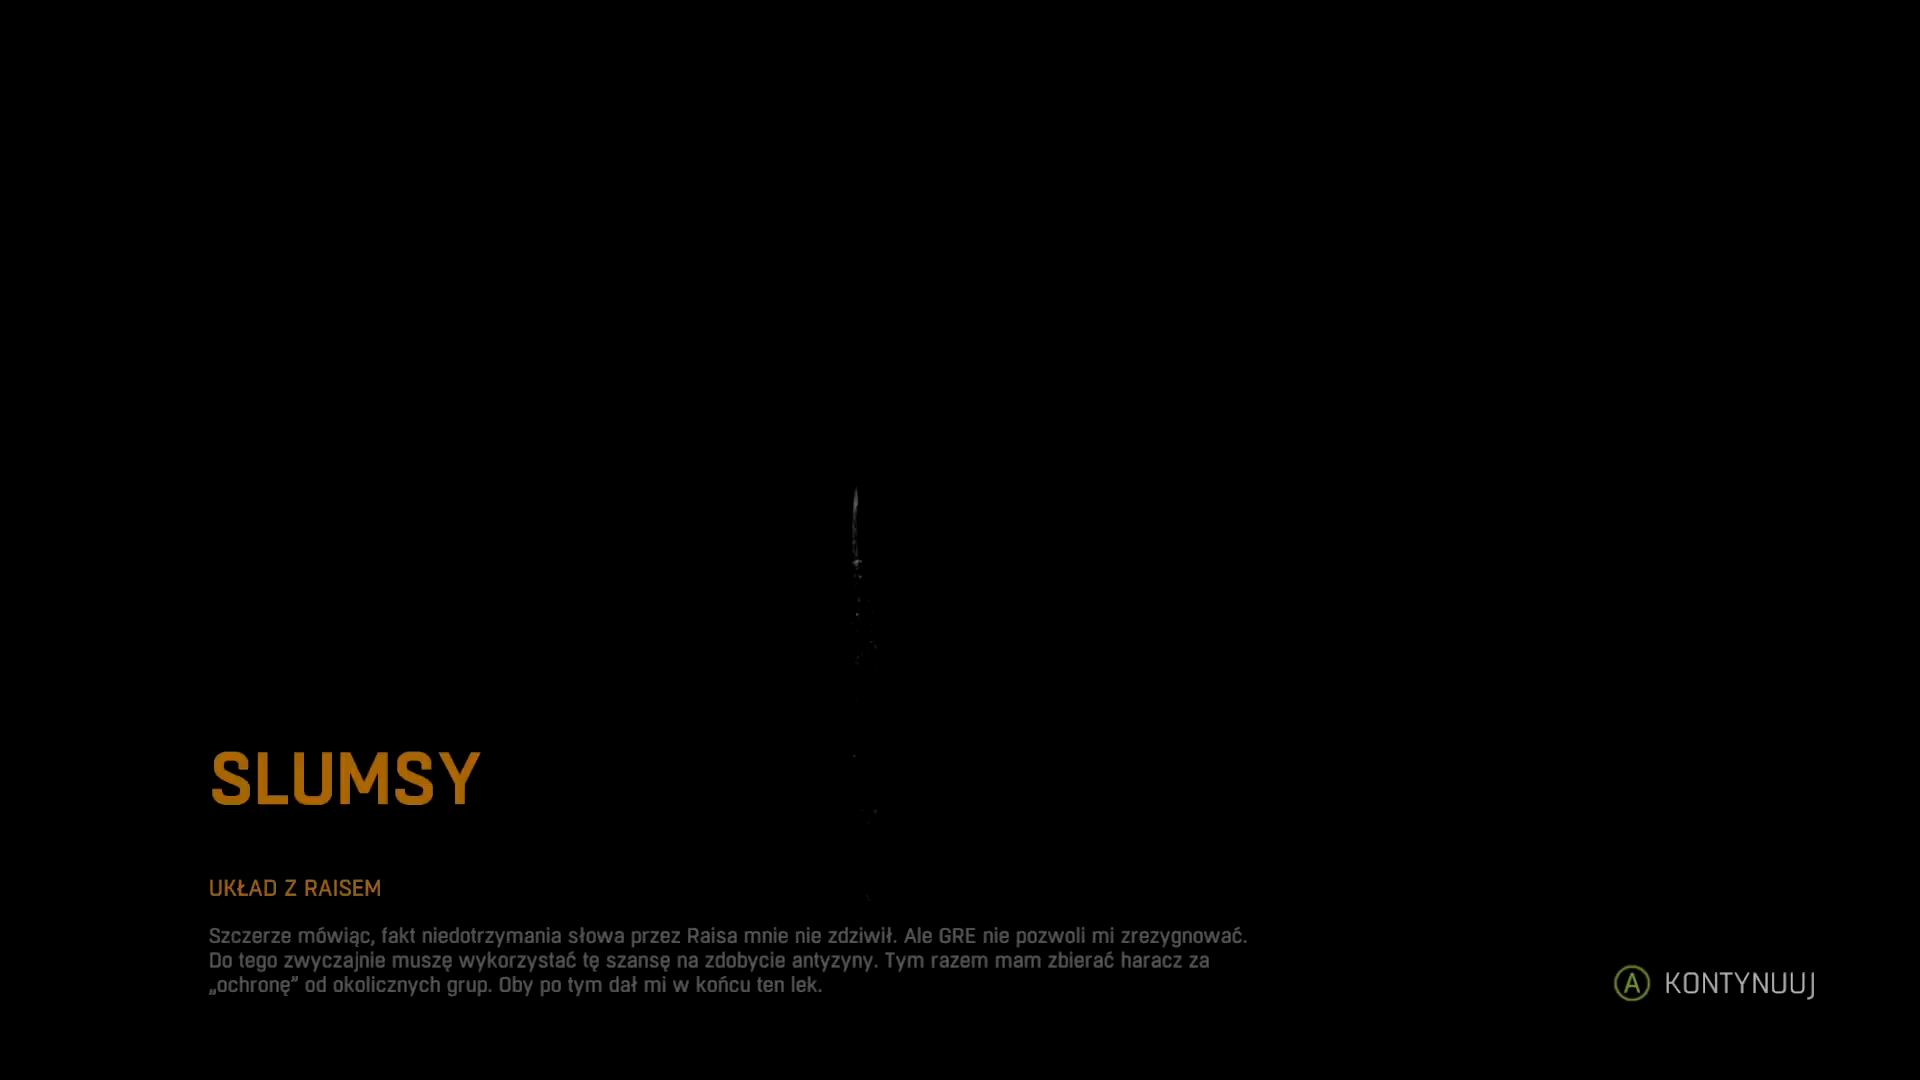 SLUMSY
UKŁAD Z RAISEM
Szczerze mówiąc, fakt niedotrzymania słowa przez Raisa mnie nie zdziwił. Ale GRE nie pozwoli mi zrezygnować.
Do tego zwyczajnie muszę wykorzystać tę szansę na zdobycie antyzyny. Tym razem mam zbierać haracz za
„ochronę” od okolicznych grup. Oby po tym dał mi w końcu ten lek.
A KONTYNUUJ